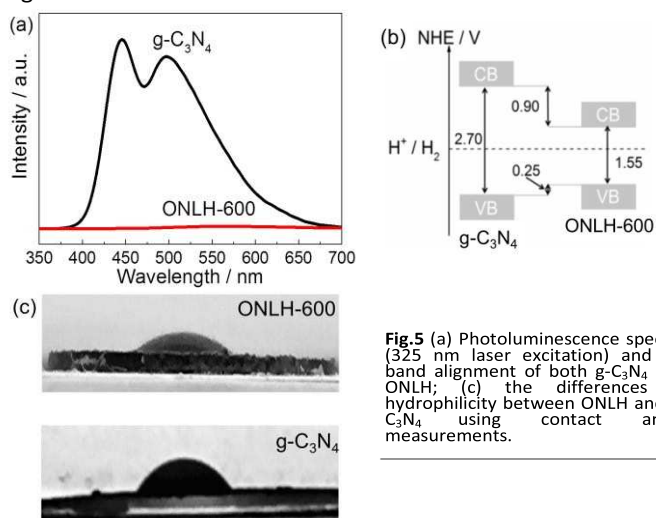 (a)
g-C₃N₄
ONLH-600
Intensity / a.u.
350 400 450 500 550 600 650 700
Wavelength / nm
(b) NHE / V
CB
0.90
CB
2.70
H⁺ / H₂
1.55
0.25
VB
VB
g-C₃N₄
ONLH-600
(c)
ONLH-600
g-C₃N₄
Fig.5 (a) Photoluminescence spe
(325 nm laser excitation) and
band alignment of both g-C₃N₄
ONLH; (c) the differences
hydrophilicity between ONLH an
C₃N₄ using contact an
measurements.